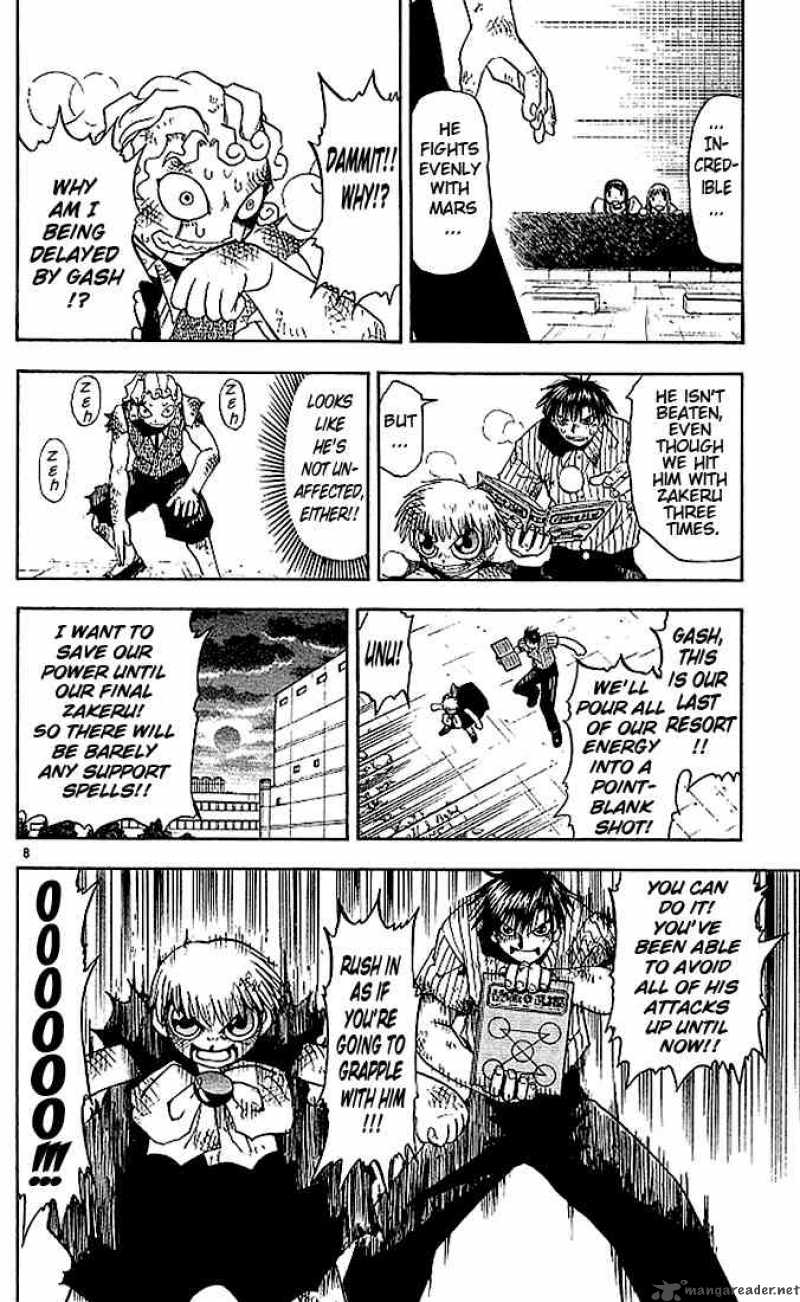 ...
IN-
CRED-
IBLE
...
HE
FIGHTS
EVENLY
WITH
MARS
...
DAMMIT!!
WHY!?
WHY
AM I
BEING
DELAYED
BY GASH
!?
HE ISN'T
BEATEN,
EVEN
THOUGH
WE HIT
HIM WITH
ZAKERU
THREE
TIMES.
BUT
...
LOOKS
LIKE
HE'S
NOT UN-
AFFECTED,
EITHER!!
ZEH
ZEH
ZEH
GASH,
THIS
IS OUR
LAST
RESORT
!!
WE'LL
POUR ALL
OF OUR
ENERGY
INTO A
POINT-
BLANK
SHOT!
UNU!
I WANT TO
SAVE OUR
POWER UNTIL
OUR FINAL
ZAKERU!
SO THERE WILL
BE BARELY
ANY SUPPORT
SPELLS!!
8
YOU CAN
DO IT!
YOU'VE
BEEN ABLE
TO AVOID
ALL OF HIS
ATTACKS
UP UNTIL
NOW!!
RUSH IN
AS IF
YOU'RE
GOING TO
GRAPPLE
WITH HIM
!!!
OOOOOO!!!
mangareader.net